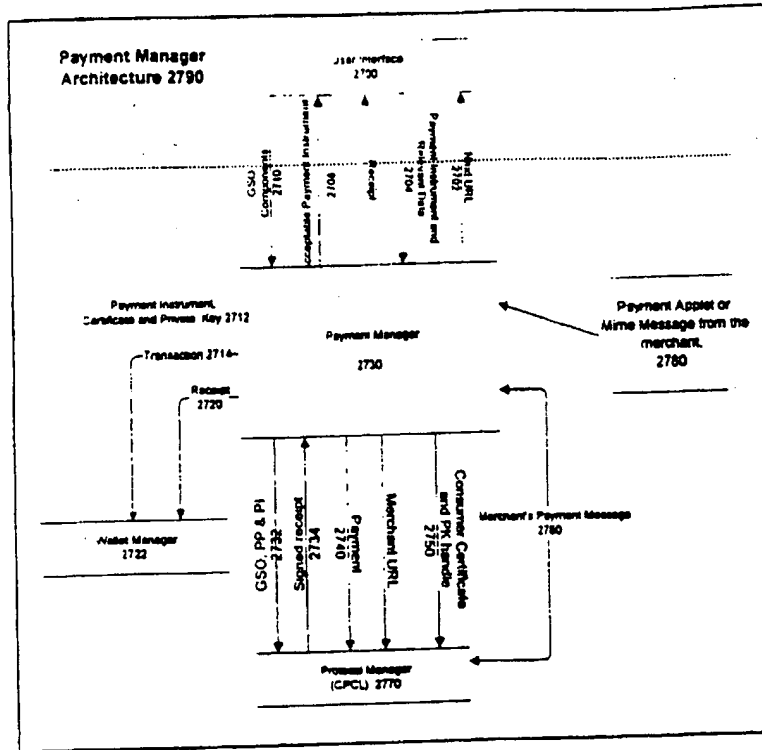 Payment Manager
Architecture 2790
User Interface
2700
GSO
Components
2710
Acceptable Payment Instrument
2708
Receipt
Payment Instrument and
Relevant Data
2704
Next URL
2702
Payment Instrument,
Certificate and Private Key 2712
Transaction 2714
Receipt
2720
Payment Manager
2730
Payment Applet or
Mime Message from the
merchant,
2780
Wallet Manager
2722
GSO, PP & PI
2732
Signed receipt
2734
Payment
2740
Merchant URL
Consumer Certificate
and PK handle
2750
Merchant's Payment Message
2760
Protocol Manager
(GPCL) 2770